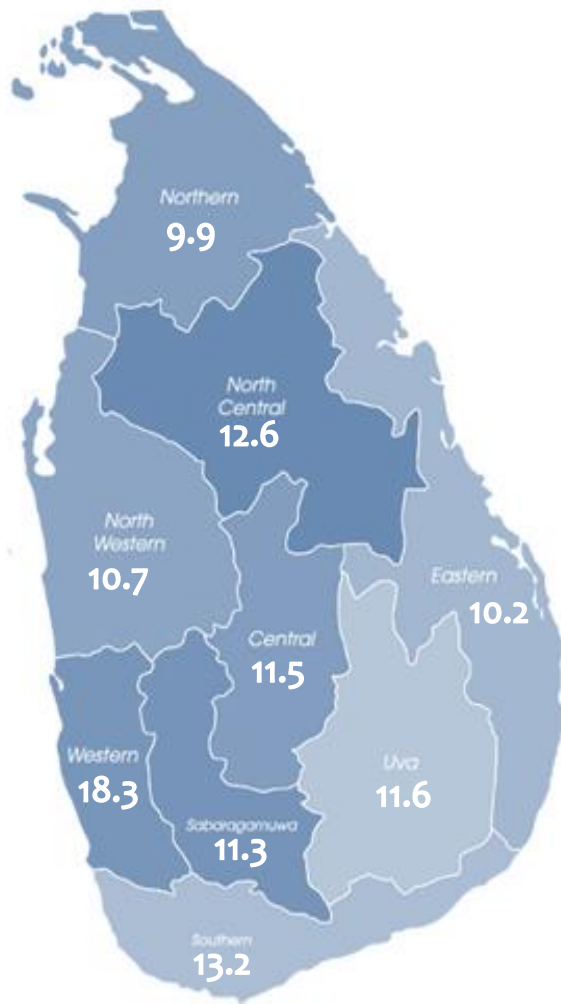 Northern
9.9
North
Central
12.6
North
Western
10.7
Eastern
10.2
Central
11.5
Western
18.3
Uva
11.6
Sabaragamuwa
11.3
Southern
13.2